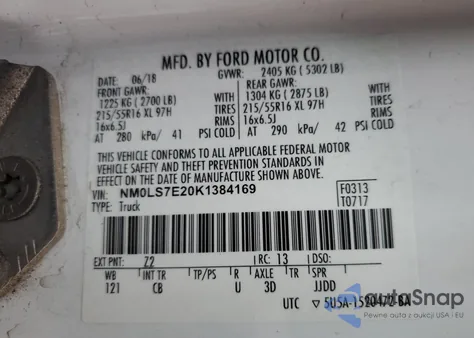 MFD. BY FORD MOTOR CO.
DATE: 06/18 GVWR: 2405 KG (5302 LB)
FRONT GAWR: REAR GAWR:
1225 KG (2700 LB) WITH 1304 KG (2875 LB) WITH
215/55R16 XL 97H TIRES 215/55R16 XL 97H TIRES
16x6.5J RIMS 16x6.5J RIMS
AT 280 kPa/ 41 PSI COLD AT 290 kPa/ 42 PSI COLD
THIS VEHICLE CONFORMS TO ALL APPLICABLE FEDERAL MOTOR
VEHICLE SAFETY AND THEFT PREVENTION STANDARDS IN
EFFECT ON THE DATE OF MANUFACTURE SHOWN ABOVE.
VIN: NM0LS7E20K1384169 F0313
TYPE: Truck T0717
EXT PNT: Z2 RC: 13 DSO:
WB INT TR TP/PS R AXLE TR SPR
121 CB U 3D JJDD
UTC ▽ 5U5A-1520472-BA
autoSnap
Pewne auta z aukcji USA i EU